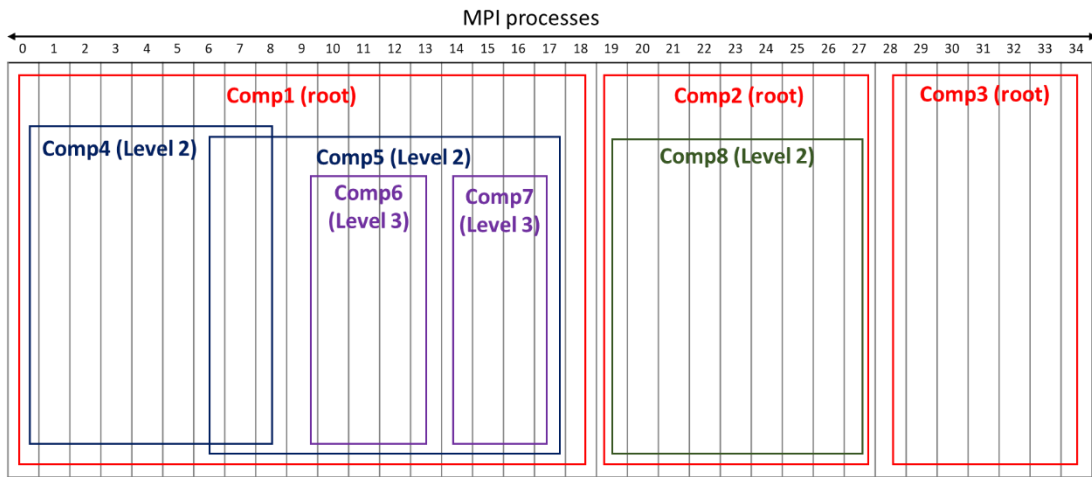 MPI processes
0 1 2 3 4 5 6 7 8 9 10 11 12 13 14 15 16 17 18 19 20 21 22 23 24 25 26 27 28 29 30 31 32 33 34
Comp1 (root) Comp2 (root) Comp3 (root)
Comp4 (Level 2) Comp5 (Level 2) Comp8 (Level 2)
Comp6 Comp7
(Level 3) (Level 3)